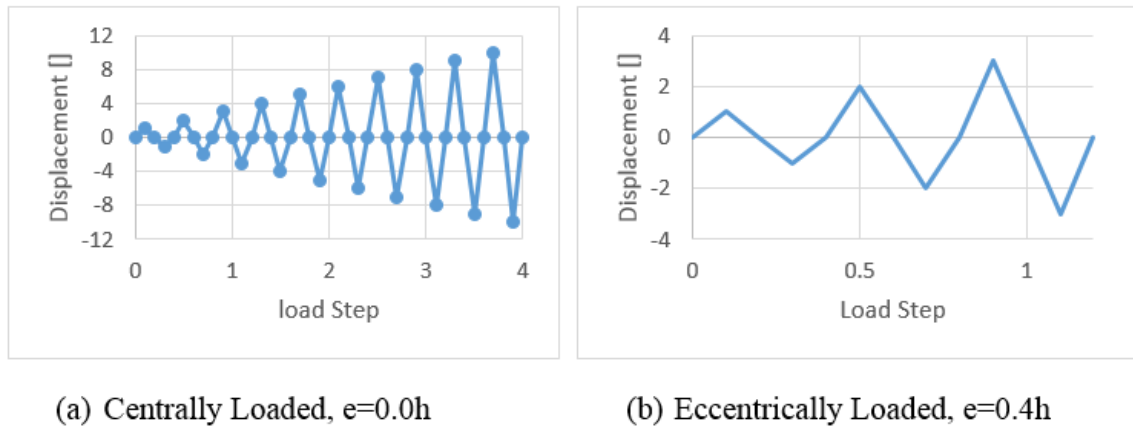 Displacement []
12
8
4
0
-4
-8
-12
0 1 2 3 4
load Step
(a) Centrally Loaded, e=0.0h
Displacement []
4
2
0
-2
-4
0 0.5 1
Load Step
(b) Eccentrically Loaded, e=0.4h